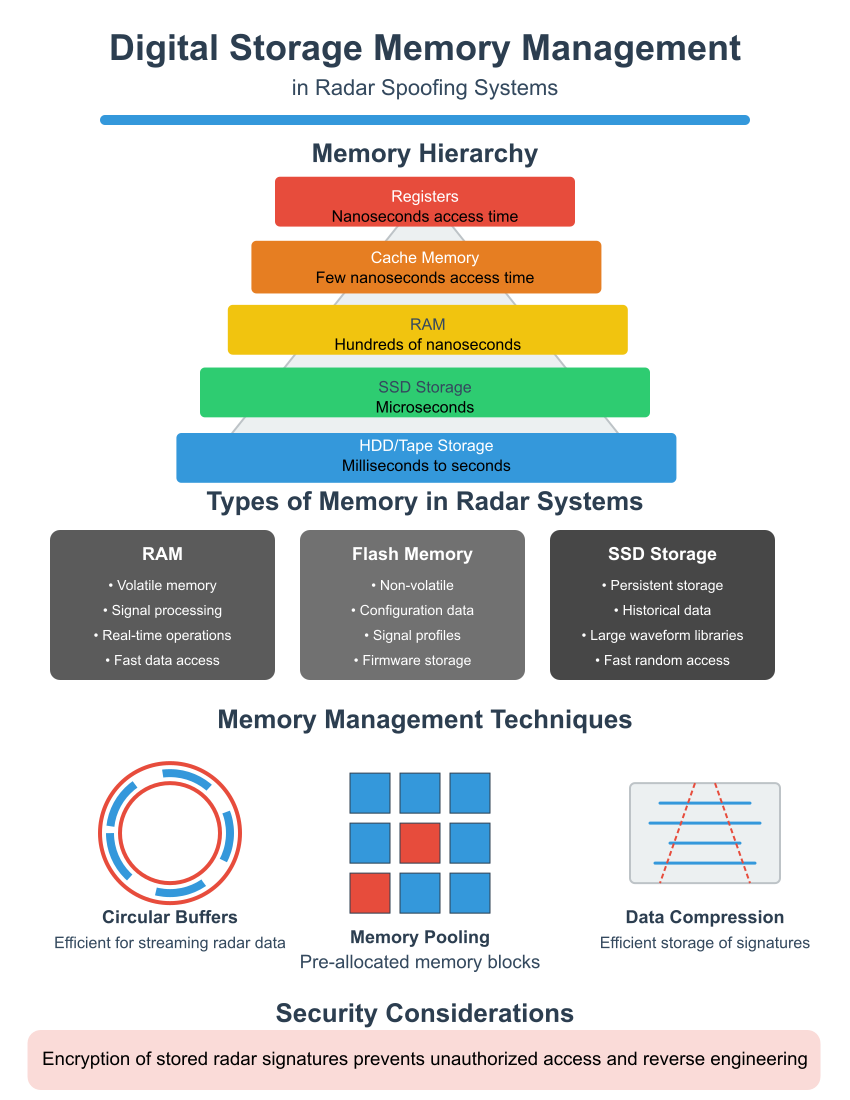 Digital Storage Memory Management
in Radar Spoofing Systems
Memory Hierarchy
Registers
Nanoseconds access time
Cache Memory
Few nanoseconds access time
RAM
Hundreds of nanoseconds
SSD Storage
Microseconds
HDD/Tape Storage
Milliseconds to seconds
Types of Memory in Radar Systems
RAM
• Volatile memory
• Signal processing
• Real-time operations
• Fast data access
Flash Memory
• Non-volatile
• Configuration data
• Signal profiles
• Firmware storage
SSD Storage
• Persistent storage
• Historical data
• Large waveform libraries
• Fast random access
Memory Management Techniques
Circular Buffers
Efficient for streaming radar data
Memory Pooling
Pre-allocated memory blocks
Data Compression
Efficient storage of signatures
Security Considerations
Encryption of stored radar signatures prevents unauthorized access and reverse engineering